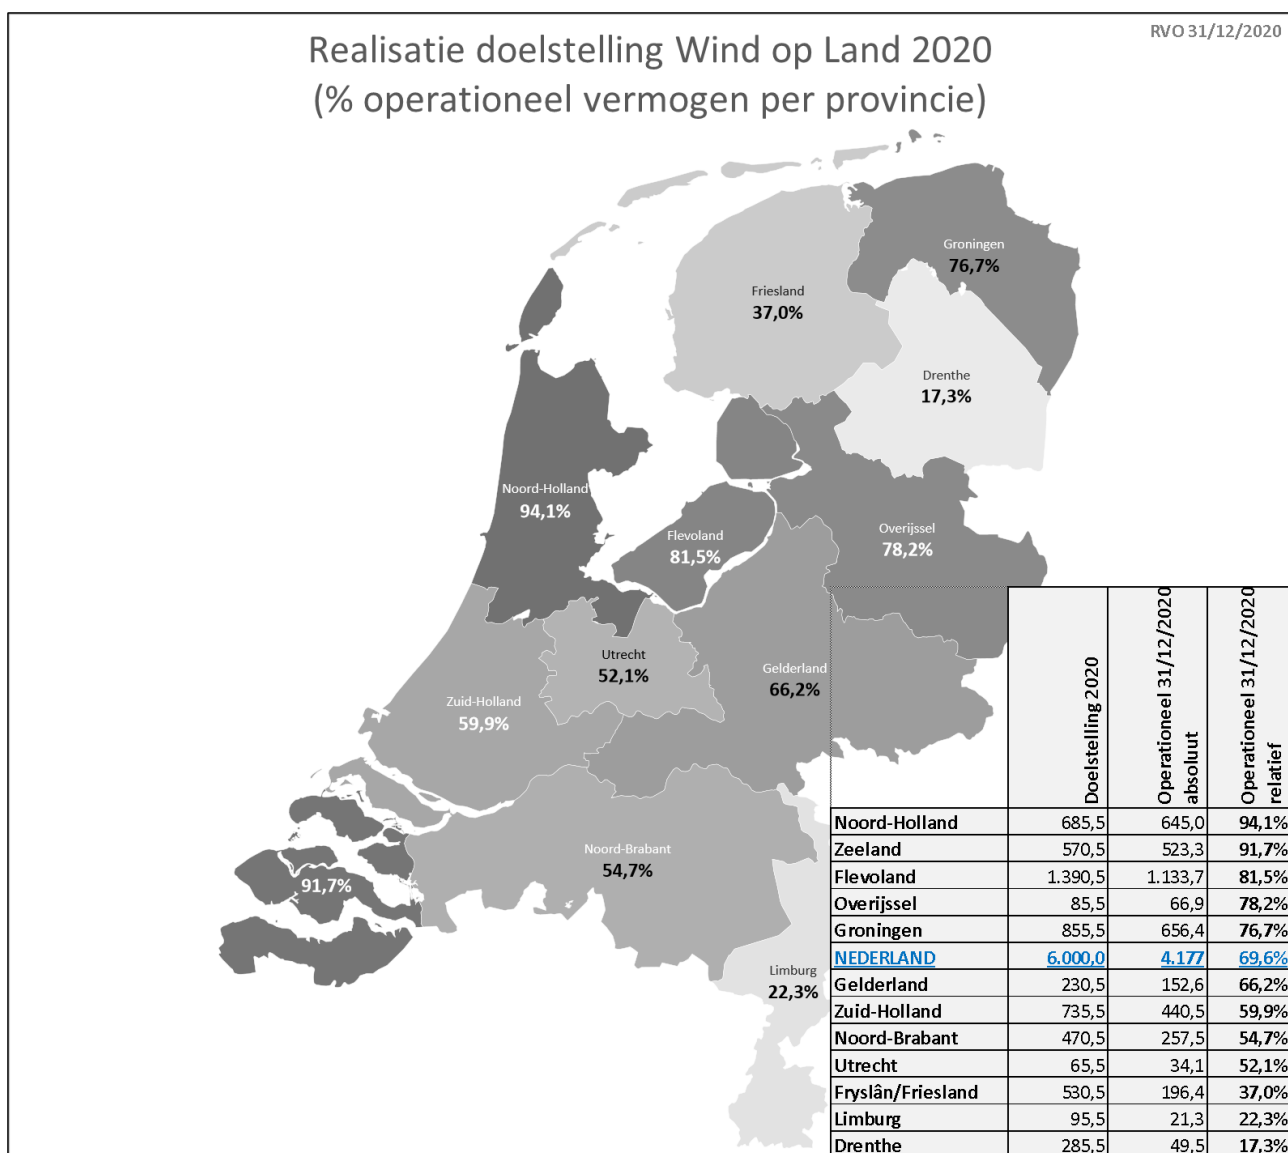 RVO 31/12/2020
Realisatie doelstelling Wind op Land 2020
(% operationeel vermogen per provincie)
Groningen
76,7%
Friesland
37,0%
Drenthe
17,3%
Noord-Holland
94,1%
Flevoland
81,5%
Overijssel
78,2%
Utrecht
52,1%
Gelderland
66,2%
Zuid-Holland
59,9%
Noord-Brabant
54,7%
91,7%
Limburg
22,3%
Doelstelling 2020
Operationeel 31/12/2020
absoluut
Operationeel 31/12/2020
relatief
Noord-Holland 685,5 645,0 94,1%
Zeeland 570,5 523,3 91,7%
Flevoland 1.390,5 1.133,7 81,5%
Overijssel 85,5 66,9 78,2%
Groningen 855,5 656,4 76,7%
NEDERLAND 6.000,0 4.177 69,6%
Gelderland 230,5 152,6 66,2%
Zuid-Holland 735,5 440,5 59,9%
Noord-Brabant 470,5 257,5 54,7%
Utrecht 65,5 34,1 52,1%
Fryslân/Friesland 530,5 196,4 37,0%
Limburg 95,5 21,3 22,3%
Drenthe 285,5 49,5 17,3%